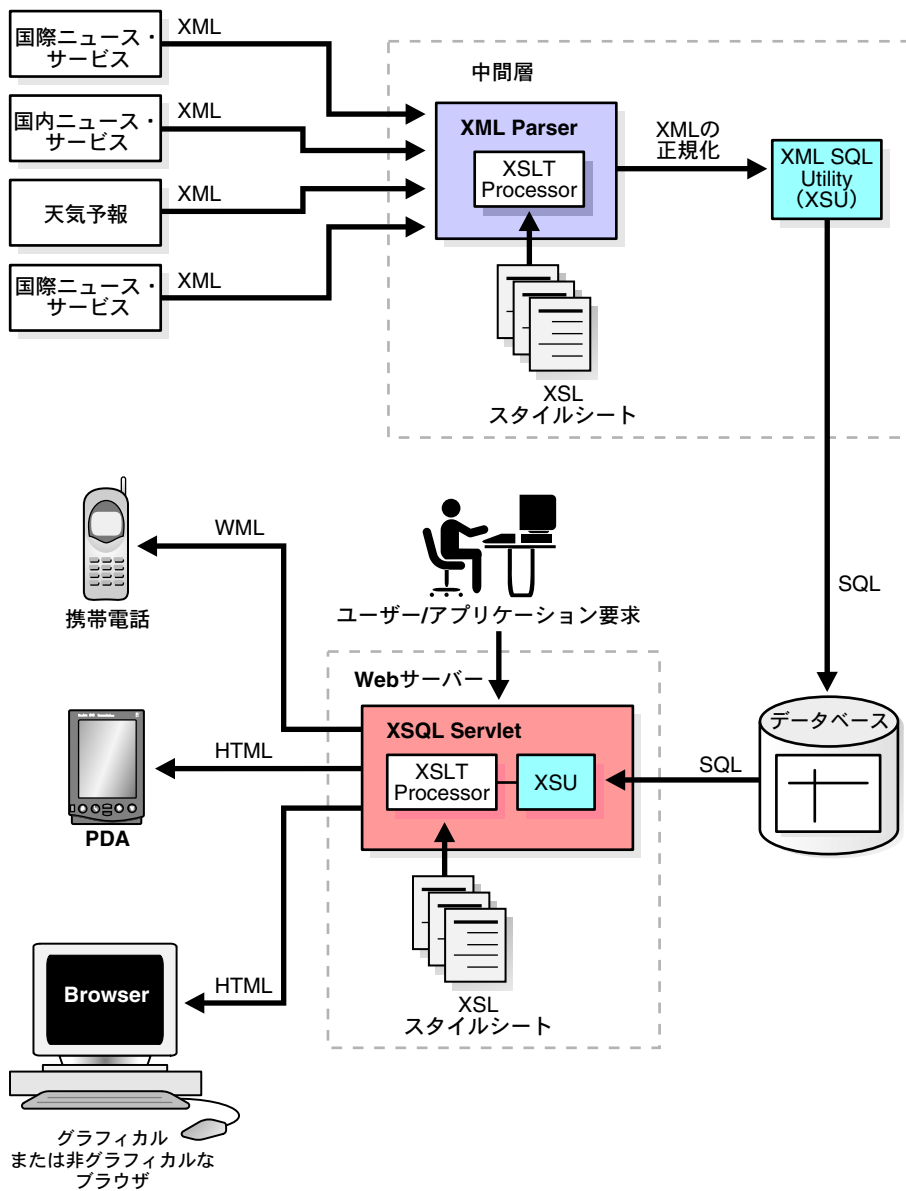 国際ニュース・
サービス
XML
国内ニュース・
サービス
XML
天気予報
XML
国際ニュース・
サービス
XML
中間層
XML Parser
XSLT
Processor
XMLの
正規化
XML SQL
Utility
（XSU）
XSL
スタイルシート
SQL
WML
携帯電話
ユーザー/アプリケーション要求
Webサーバー
XSQL Servlet
XSLT
Processor
XSU
SQL
データベース
HTML
PDA
XSL
スタイルシート
Browser
HTML
グラフィカル
または非グラフィカルな
ブラウザ